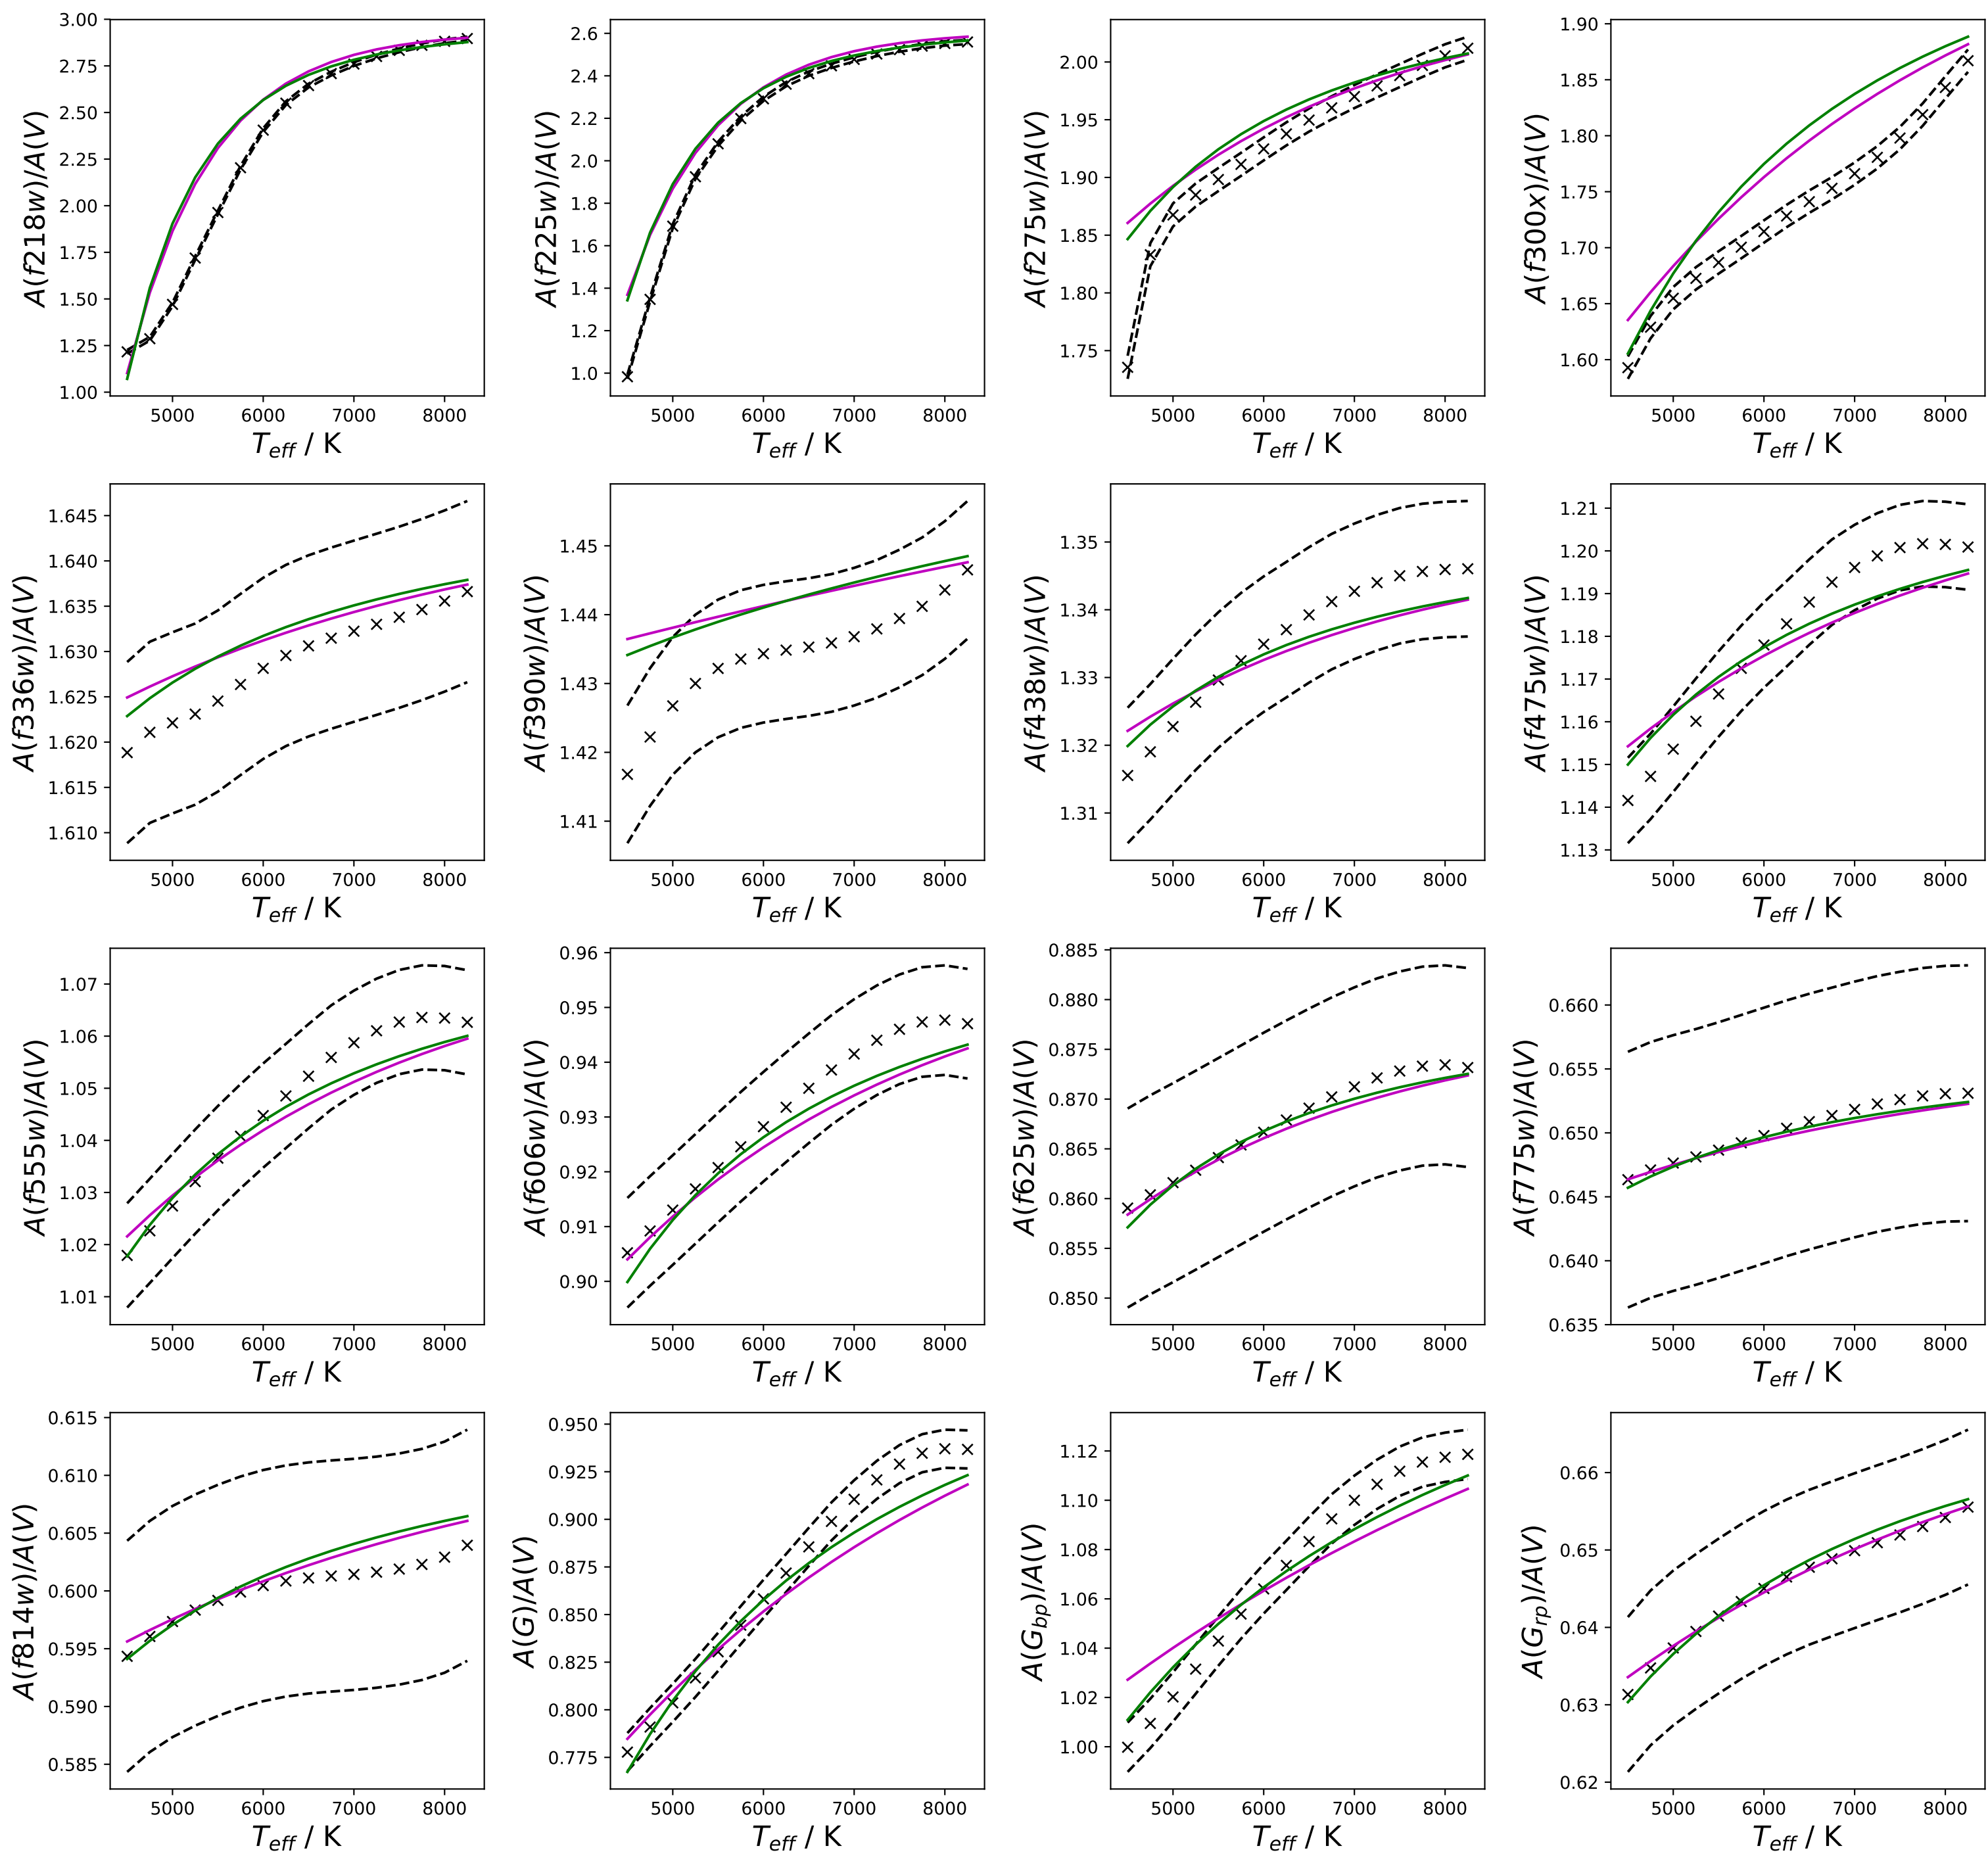 A(f218w)/A(V)
3.00
2.75
2.50
2.25
2.00
1.75
1.50
1.25
1.00
5000 6000 7000 8000
T_eff / K
A(f225w)/A(V)
2.6
2.4
2.2
2.0
1.8
1.6
1.4
1.2
1.0
5000 6000 7000 8000
T_eff / K
A(f275w)/A(V)
2.00
1.95
1.90
1.85
1.80
1.75
5000 6000 7000 8000
T_eff / K
A(f300x)/A(V)
1.90
1.85
1.80
1.75
1.70
1.65
1.60
5000 6000 7000 8000
T_eff / K
A(f336w)/A(V)
1.645
1.640
1.635
1.630
1.625
1.620
1.615
1.610
5000 6000 7000 8000
T_eff / K
A(f390w)/A(V)
1.45
1.44
1.43
1.42
1.41
5000 6000 7000 8000
T_eff / K
A(f438w)/A(V)
1.35
1.34
1.33
1.32
1.31
5000 6000 7000 8000
T_eff / K
A(f475w)/A(V)
1.21
1.20
1.19
1.18
1.17
1.16
1.15
1.14
1.13
5000 6000 7000 8000
T_eff / K
A(f555w)/A(V)
1.07
1.06
1.05
1.04
1.03
1.02
1.01
5000 6000 7000 8000
T_eff / K
A(f606w)/A(V)
0.96
0.95
0.94
0.93
0.92
0.91
0.90
5000 6000 7000 8000
T_eff / K
A(f625w)/A(V)
0.885
0.880
0.875
0.870
0.865
0.860
0.855
0.850
5000 6000 7000 8000
T_eff / K
A(f775w)/A(V)
0.660
0.655
0.650
0.645
0.640
0.635
5000 6000 7000 8000
T_eff / K
A(f814w)/A(V)
0.615
0.610
0.605
0.600
0.595
0.590
0.585
5000 6000 7000 8000
T_eff / K
A(G)/A(V)
0.950
0.925
0.900
0.875
0.850
0.825
0.800
0.775
5000 6000 7000 8000
T_eff / K
A(G_bp)/A(V)
1.12
1.10
1.08
1.06
1.04
1.02
1.00
5000 6000 7000 8000
T_eff / K
A(G_rp)/A(V)
0.66
0.65
0.64
0.63
0.62
5000 6000 7000 8000
T_eff / K